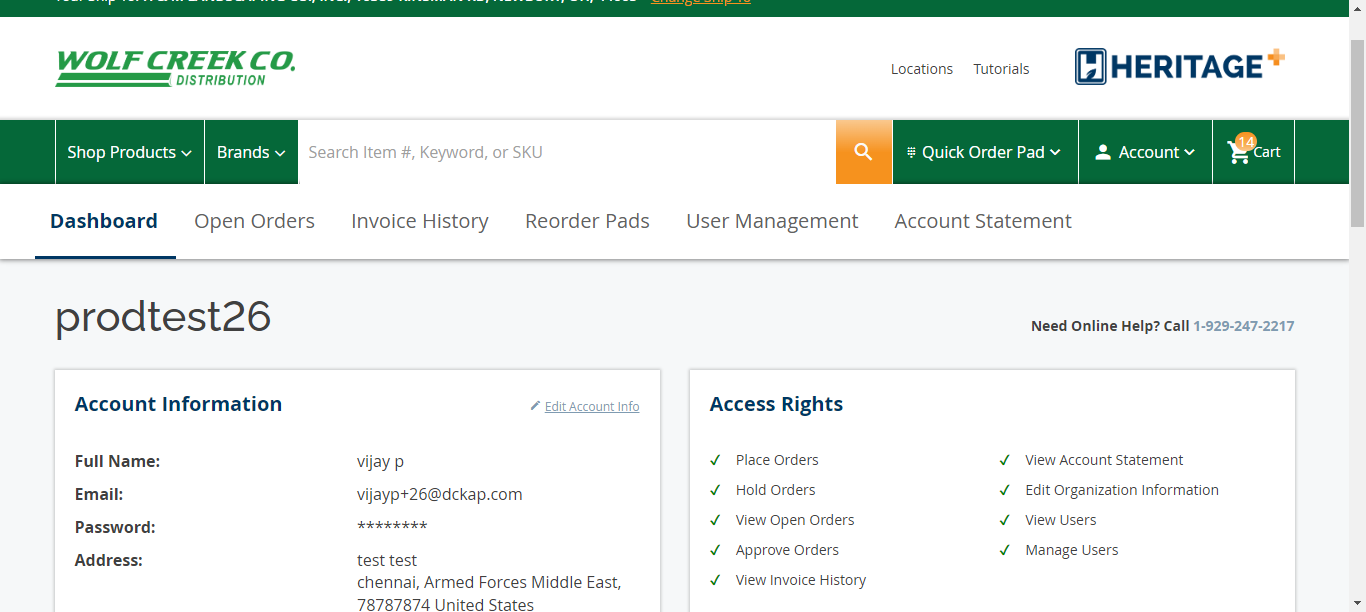 Change Ship To
WOLF CREEK CO.
DISTRIBUTION
Locations
Tutorials
HERITAGE+
Shop Products
Brands
Search Item #, Keyword, or SKU
Quick Order Pad
Account
14
Cart
Dashboard
Open Orders
Invoice History
Reorder Pads
User Management
Account Statement
prodtest26
Need Online Help? Call 1-929-247-2217
Account Information
Edit Account Info
Full Name:
vijay p
Email:
vijayp+26@dckap.com
Password:
********
Address:
test test
chennai, Armed Forces Middle East,
78787874 United States
Access Rights
Place Orders
Hold Orders
View Open Orders
Approve Orders
View Invoice History
View Account Statement
Edit Organization Information
View Users
Manage Users